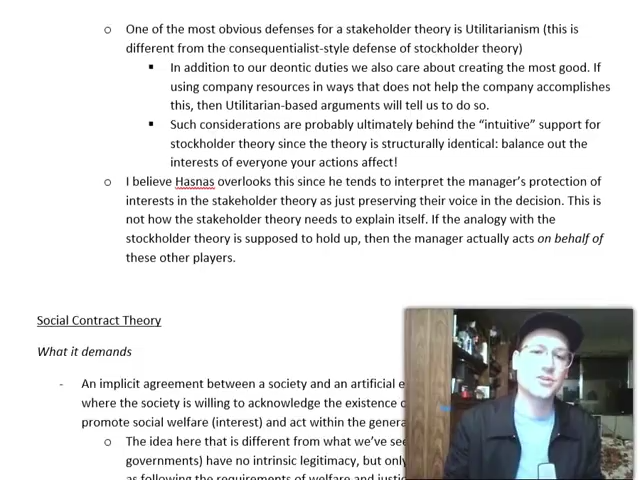 o One of the most obvious defenses for a stakeholder theory is Utilitarianism (this is
different from the consequentialist-style defense of stockholder theory)
▪ In addition to our deontic duties we also care about creating the most good. If
using company resources in ways that does not help the company accomplishes
this, then Utilitarian-based arguments will tell us to do so.
▪ Such considerations are probably ultimately behind the “intuitive” support for
stockholder theory since the theory is structurally identical: balance out the
interests of everyone your actions affect!
o I believe Hasnas overlooks this since he tends to interpret the manager’s protection of
interests in the stakeholder theory as just preserving their voice in the decision. This is
not how the stakeholder theory needs to explain itself. If the analogy with the
stockholder theory is supposed to hold up, then the manager actually acts on behalf of
these other players.
Social Contract Theory
What it demands
- An implicit agreement between a society and an artificial
where the society is willing to acknowledge the existence
promote social welfare (interest) and act within the
o The idea here that is different from what we’ve
governments) have no intrinsic legitimacy, but
as following the requirements of welfare and